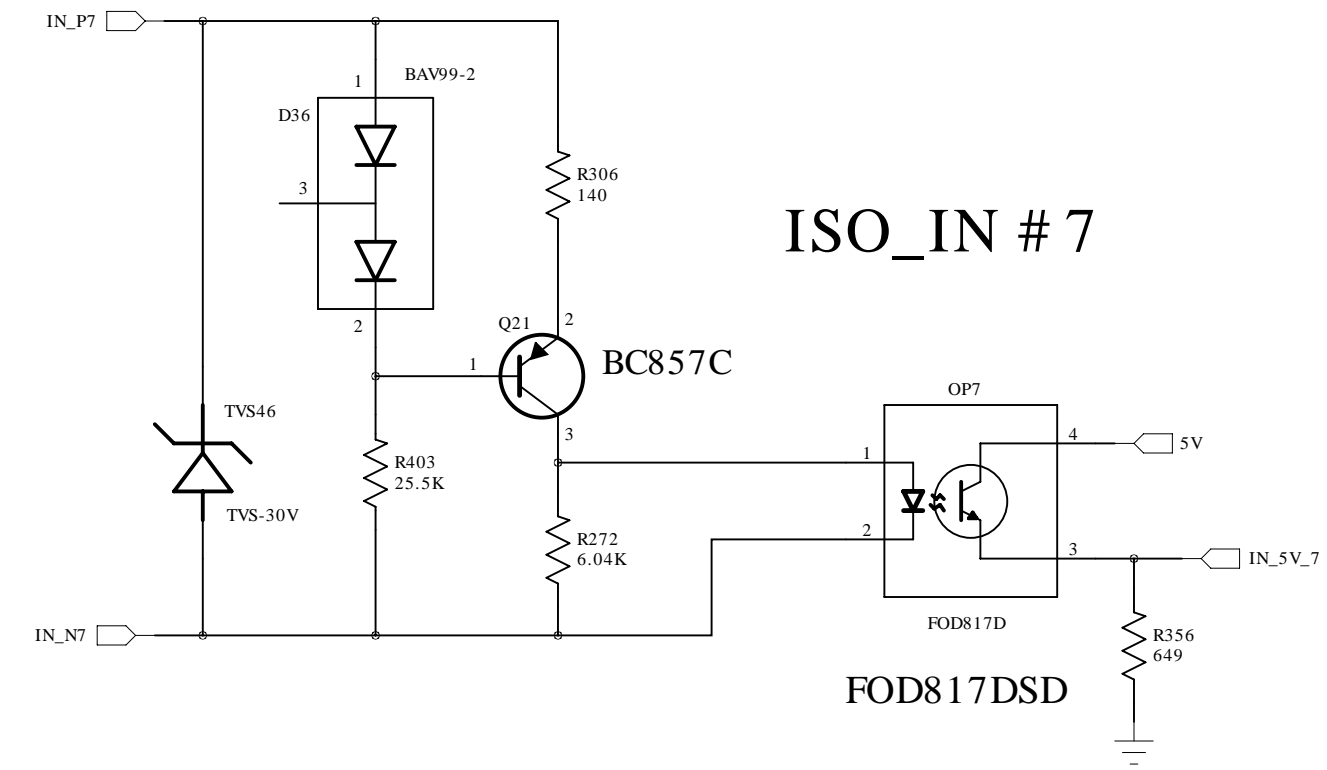 IN_P7
BAV99-2
1
D36
R306
140
3
ISO_IN # 7
Q21
2
2
1
BC857C
OP7
TVS46
3
4
5V
1
R403
25.5K
TVS-30V
2
R272
6.04K
3
IN_5V_7
IN_N7
FOD817D
R356
649
FOD817DSD